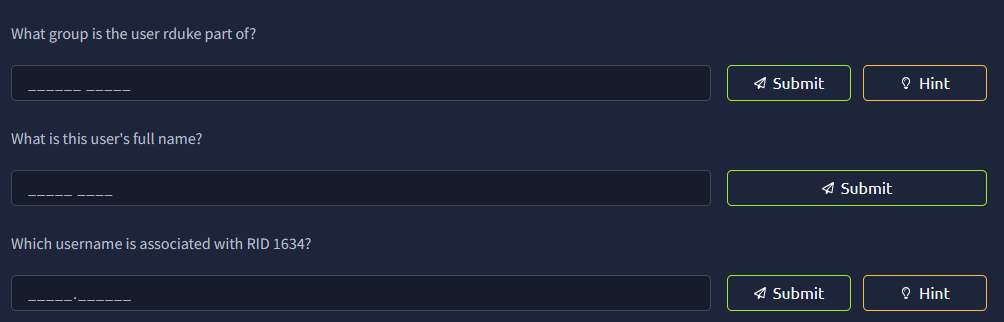 What group is the user rduke part of?
______ _____
Submit
Hint
What is this user's full name?
_____ ____
Submit
Which username is associated with RID 1634?
_____.______
Submit
Hint